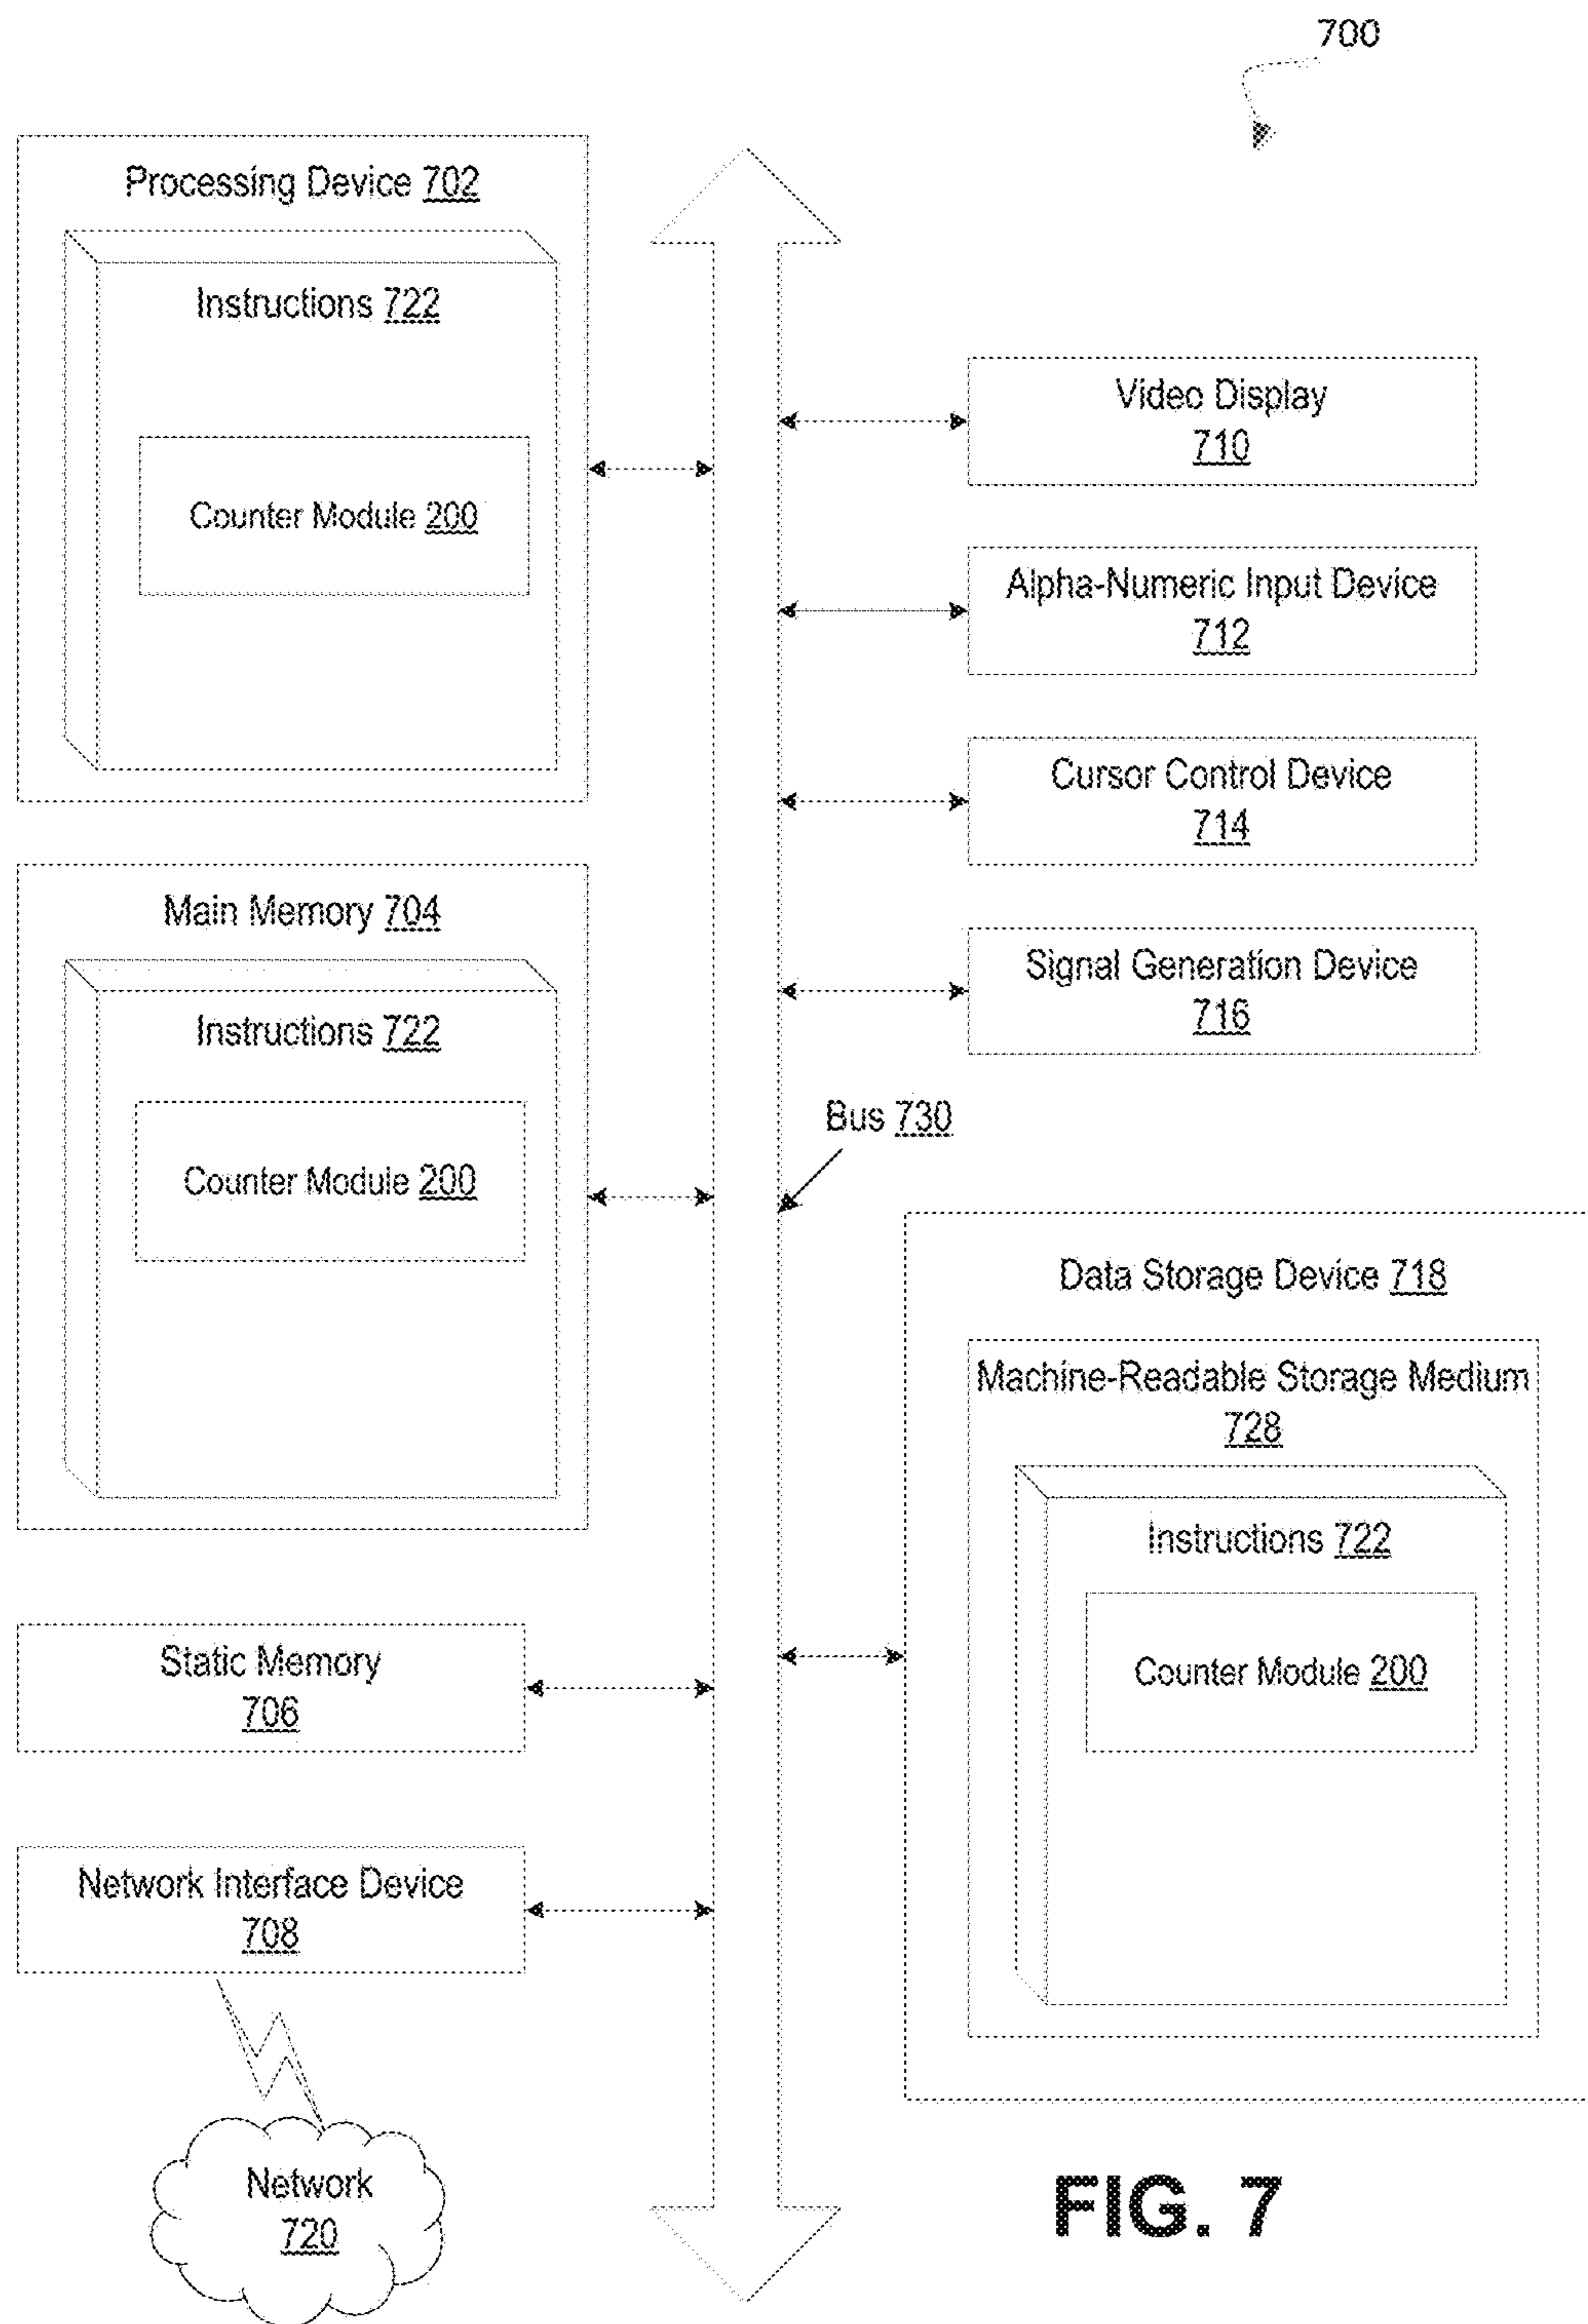 700
Processing Device 702
Instructions 722
Counter Module 200
Main Memory 704
Instructions 722
Counter Module 200
Static Memory
706
Network Interface Device
708
Network
720
Video Display
710
Alpha-Numeric Input Device
712
Cursor Control Device
714
Signal Generation Device
716
Bus 730
Data Storage Device 718
Machine-Readable Storage Medium
728
Instructions 722
Counter Module 200
FIG. 7